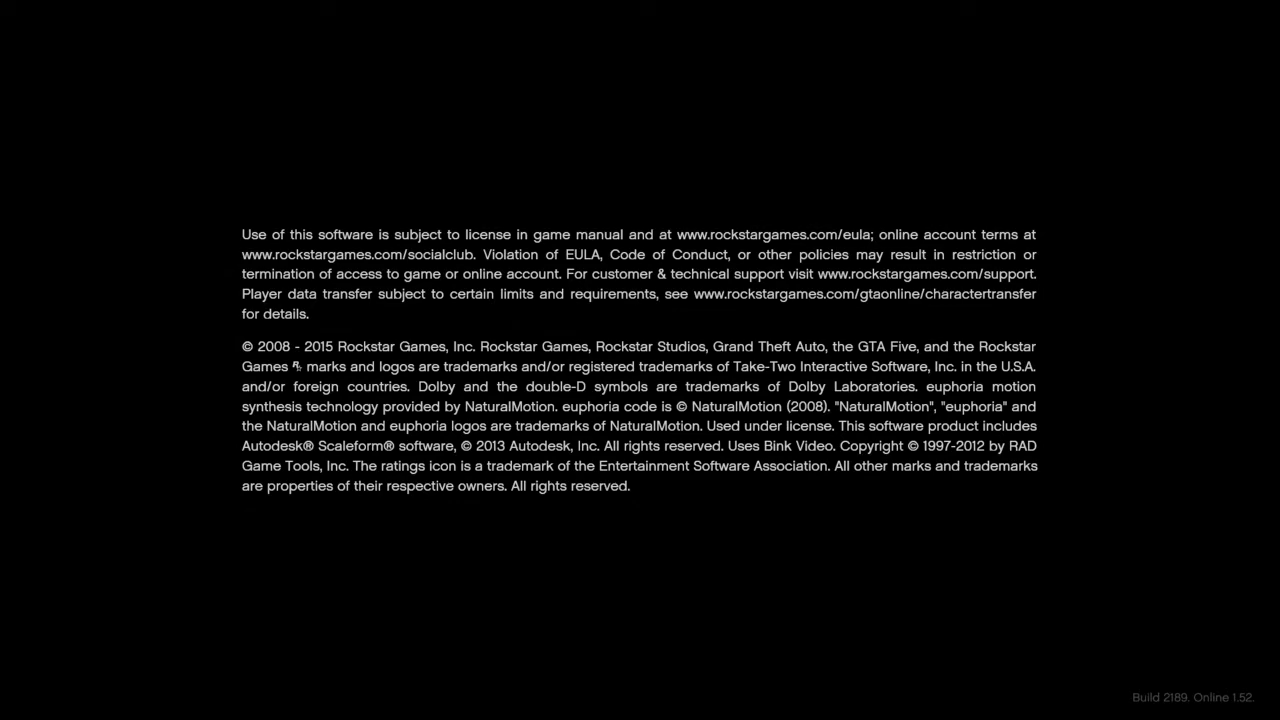 Use of this software is subject to license in game manual and at www.rockstargames.com/eula; online account terms at
www.rockstargames.com/socialclub. Violation of EULA, Code of Conduct, or other policies may result in restriction or
termination of access to game or online account. For customer & technical support visit www.rockstargames.com/support.
Player data transfer subject to certain limits and requirements, see www.rockstargames.com/gtaonline/charactertransfer
for details.
© 2008 - 2015 Rockstar Games, Inc. Rockstar Games, Rockstar Studios, Grand Theft Auto, the GTA Five, and the Rockstar
Games R* marks and logos are trademarks and/or registered trademarks of Take-Two Interactive Software, Inc. in the U.S.A.
and/or foreign countries. Dolby and the double-D symbols are trademarks of Dolby Laboratories. euphoria motion
synthesis technology provided by NaturalMotion. euphoria code is © NaturalMotion (2008). "NaturalMotion", "euphoria" and
the NaturalMotion and euphoria logos are trademarks of NaturalMotion. Used under license. This software product includes
Autodesk® Scaleform® software, © 2013 Autodesk, Inc. All rights reserved. Uses Bink Video. Copyright © 1997-2012 by RAD
Game Tools, Inc. The ratings icon is a trademark of the Entertainment Software Association. All other marks and trademarks
are properties of their respective owners. All rights reserved.
Build 2189. Online 1.52.